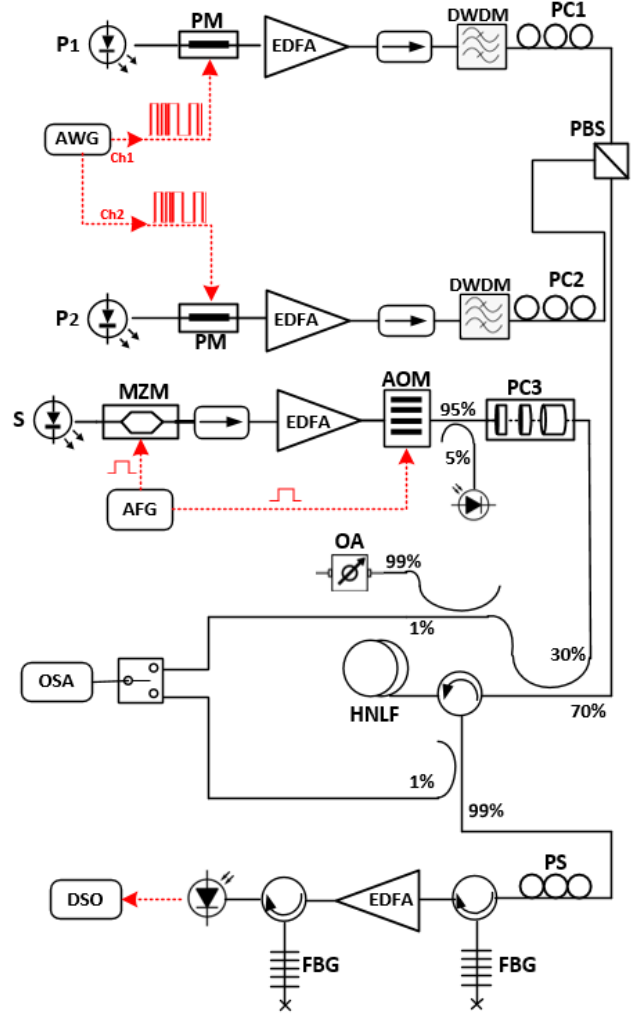 P1
PM
EDFA
DWDM
PC1
AWG
Ch1
PBS
Ch2
P2
PM
EDFA
DWDM
PC2
S
MZM
EDFA
AOM
95%
PC3
5%
AFG
OA
99%
1%
30%
OSA
HNLF
70%
1%
99%
PS
DSO
EDFA
FBG
FBG